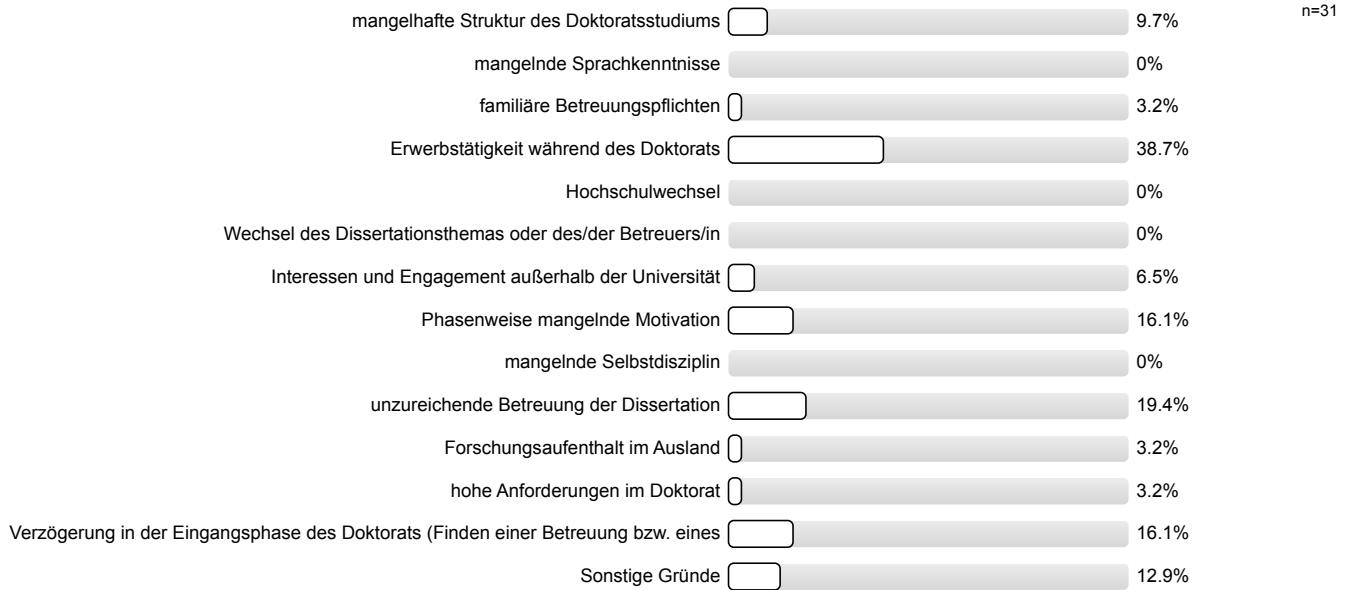 n=31
mangelhafte Struktur des Doktoratsstudiums 9.7%
mangelnde Sprachkenntnisse 0%
familiäre Betreuungspflichten 3.2%
Erwerbstätigkeit während des Doktorats 38.7%
Hochschulwechsel 0%
Wechsel des Dissertationsthemas oder des/der Betreuers/in 0%
Interessen und Engagement außerhalb der Universität 6.5%
Phasenweise mangelnde Motivation 16.1%
mangelnde Selbstdisziplin 0%
unzureichende Betreuung der Dissertation 19.4%
Forschungsaufenthalt im Ausland 3.2%
hohe Anforderungen im Doktorat 3.2%
Verzögerung in der Eingangsphase des Doktorats (Finden einer Betreuung bzw. eines 16.1%
Sonstige Gründe 12.9%